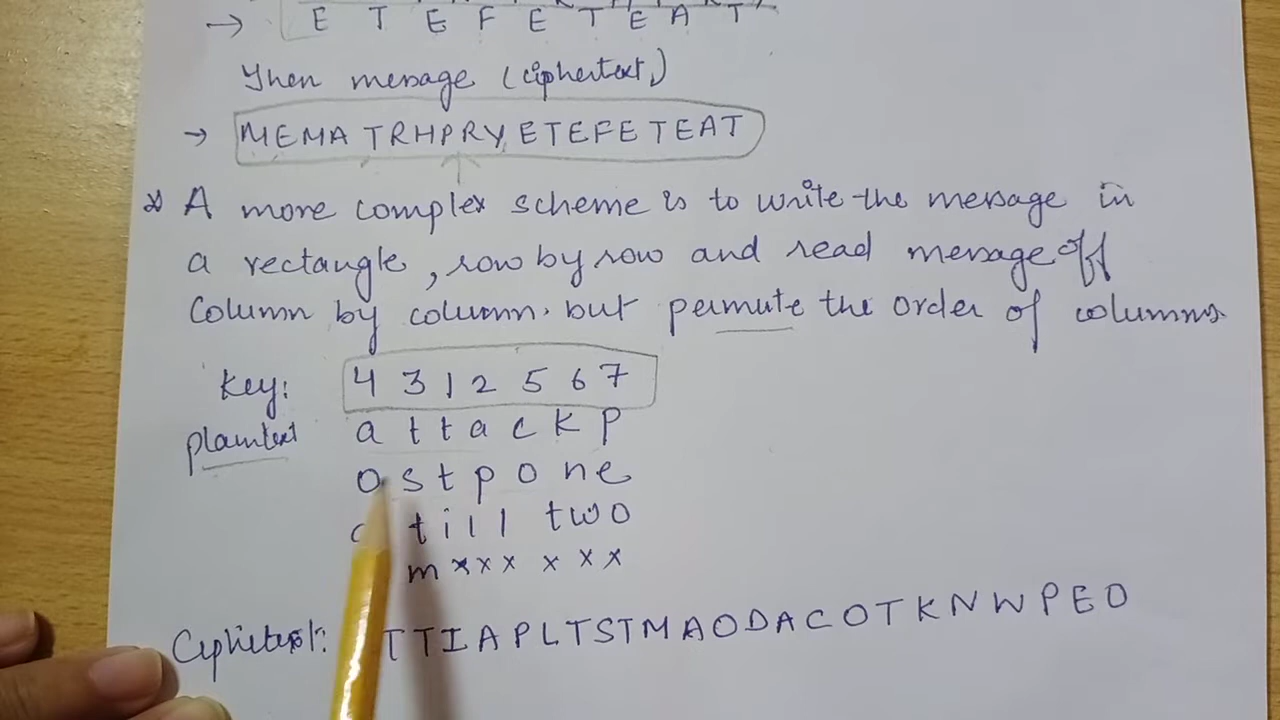 → E T E F E T E A T
Then message (ciphertext)
→ MEMATRHPRYETEFETEAT
* A more complex scheme is to write the message in
a rectangle, row by row and read message off
column by column, but permute the order of columns.
Key: 4 3 1 2 5 6 7
plaintext a t t a c k p
o s t p o n e
t i l l t w o
m x x x x x x
Ciphertext: TTIAPLTSTMAODACOTKNWPEO